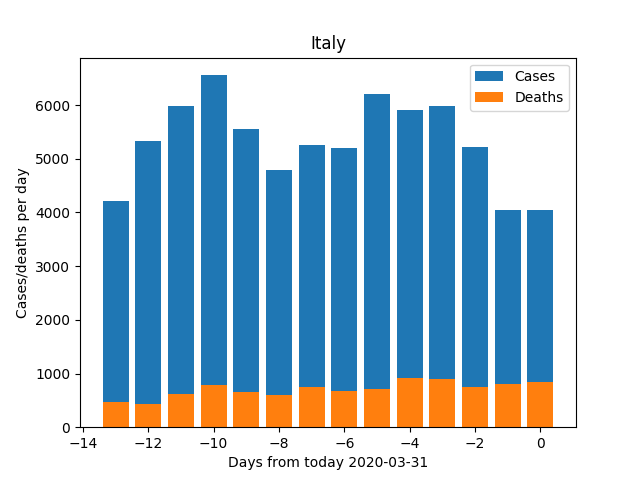 Italy
Cases
Deaths
Cases/deaths per day
6000
5000
4000
3000
2000
1000
0
−14 −12 −10 −8 −6 −4 −2 0
Days from today 2020-03-31